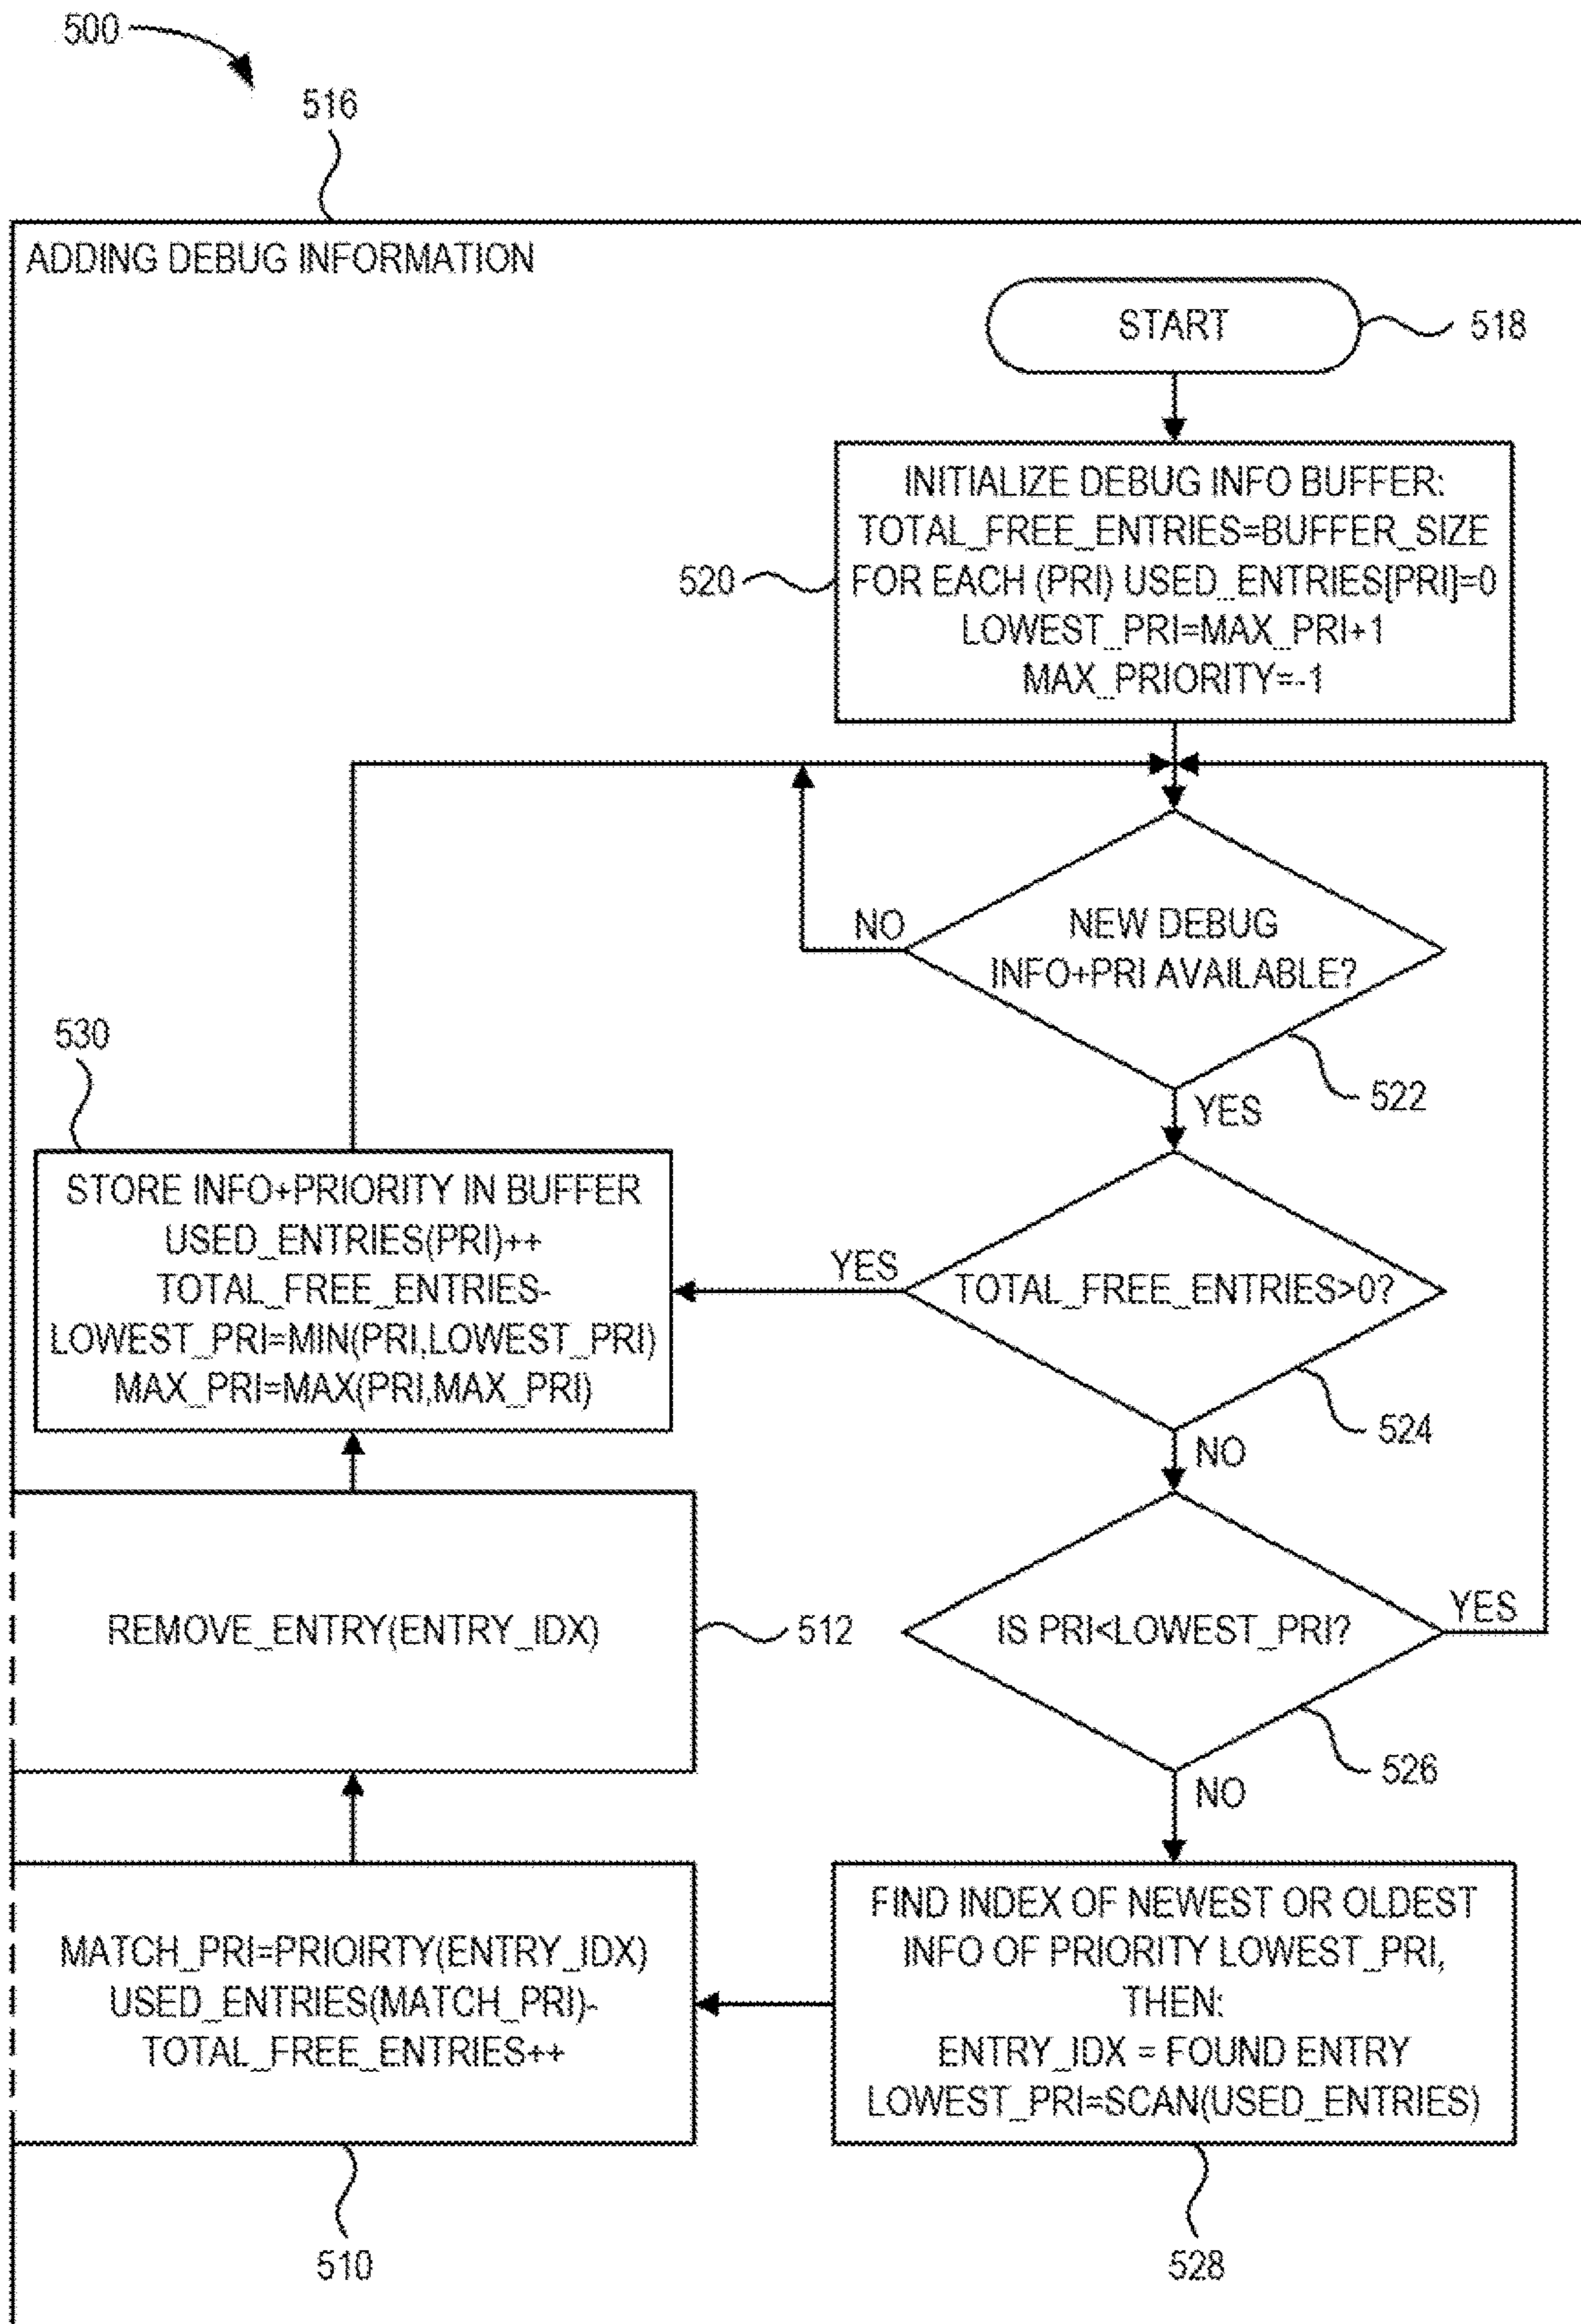 500
516
ADDING DEBUG INFORMATION
START
518
INITIALIZE DEBUG INFO BUFFER:
TOTAL_FREE_ENTRIES=BUFFER_SIZE
FOR EACH (PRI) USED_ENTRIES[PRI]=0
LOWEST_PRI=MAX_PRI+1
MAX_PRIORITY=-1
520
NEW DEBUG
INFO+PRI AVAILABLE?
NO
522
YES
530
STORE INFO+PRIORITY IN BUFFER
USED_ENTRIES(PRI)++
TOTAL_FREE_ENTRIES-
LOWEST_PRI=MIN(PRI,LOWEST_PRI)
MAX_PRI=MAX(PRI,MAX_PRI)
YES
TOTAL_FREE_ENTRIES>0?
524
NO
REMOVE_ENTRY(ENTRY_IDX)
512
IS PRI<LOWEST_PRI?
YES
526
NO
MATCH_PRI=PRIOIRTY(ENTRY_IDX)
USED_ENTRIES(MATCH_PRI)-
TOTAL_FREE_ENTRIES++
510
FIND INDEX OF NEWEST OR OLDEST
INFO OF PRIORITY LOWEST_PRI,
THEN:
ENTRY_IDX = FOUND ENTRY
LOWEST_PRI=SCAN(USED_ENTRIES)
528